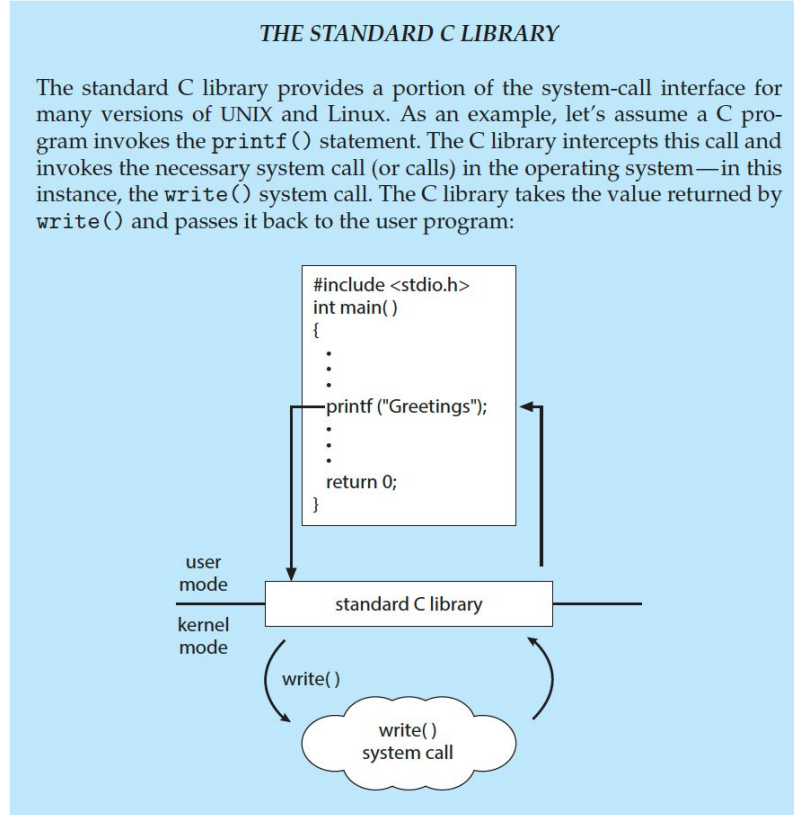 THE STANDARD C LIBRARY
The standard C library provides a portion of the system-call interface for
many versions of UNIX and Linux. As an example, let's assume a C pro-
gram invokes the printf() statement. The C library intercepts this call and
invokes the necessary system call (or calls) in the operating system—in this
instance, the write() system call. The C library takes the value returned by
write() and passes it back to the user program:
#include <stdio.h>
int main( )
{
•
•
•
printf ("Greetings");
•
•
•
return 0;
}
user
mode
standard C library
kernel
mode
write( )
write( )
system call